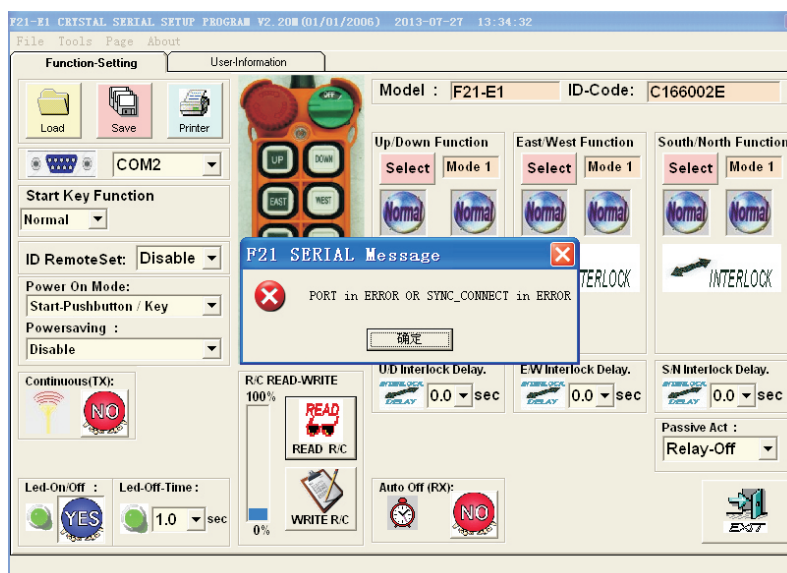 F21-E1 CRYSTAL SERIAL SETUP PROGRAM V2.20 (01/01/2006) 2013-07-27 13:34:32
File Tools Page About
Function-Setting User-Information
Load Save Printer
OFF
Model : F21-E1 ID-Code: C166002E
COM2
UP DOWN
Up/Down Function East/West Function South/North Function
Select Mode 1 Select Mode 1 Select Mode 1
Start Key Function
Normal
EAST WEST
Normal Normal Normal Normal Normal Normal
ID RemoteSet: Disable
F21 SERIAL Message
PORT in ERROR OR SYNC_CONNECT in ERROR
确定
TERLOCK INTERLOCK
Power On Mode:
Start-Pushbutton / Key
Powersaving :
Disable
Continuous(TX):
NO
R/C READ-WRITE
100%
READ
READ R/C
WRITE R/C
0%
U/D Interlock Delay. E/W Interlock Delay. S/N Interlock Delay.
INTERLOCK DELAY 0.0 sec INTERLOCK DELAY 0.0 sec INTERLOCK DELAY 0.0 sec
Passive Act :
Relay-Off
Led-On/Off : Led-Off-Time :
YES 1.0 sec
Auto Off (RX):
NO
EXIT